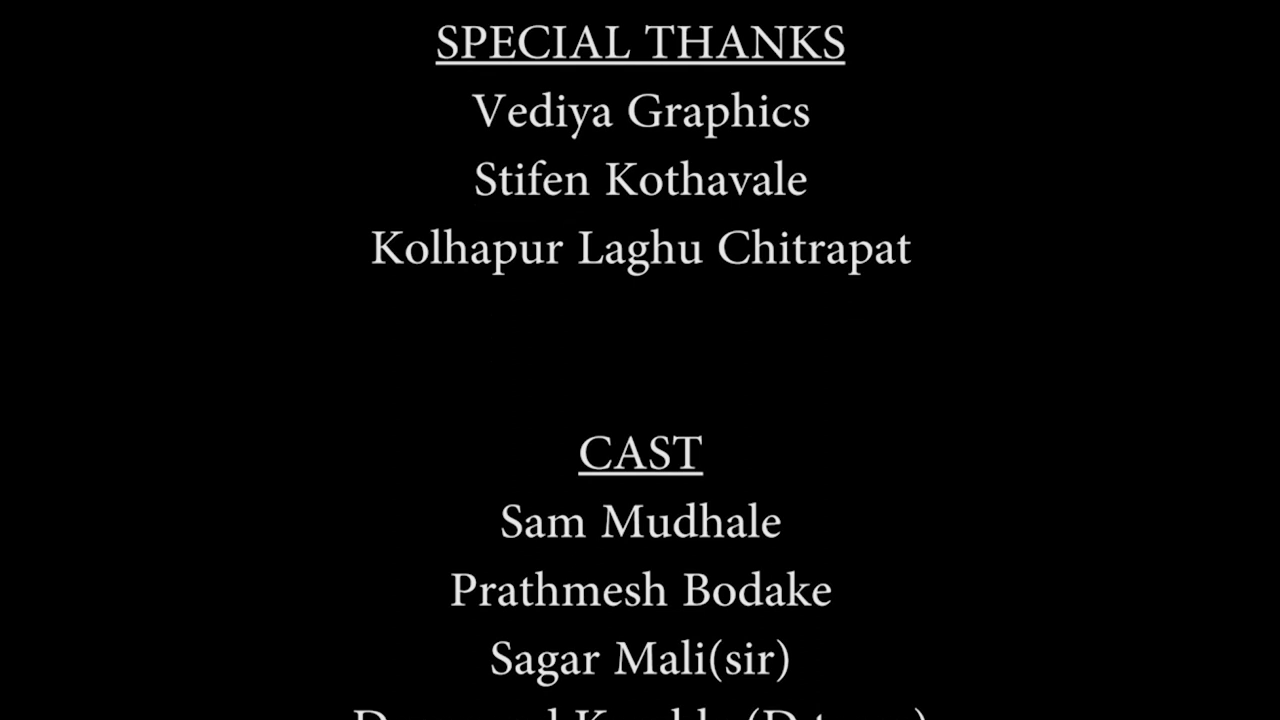 SPECIAL THANKS
Vediya Graphics
Stifen Kothavale
Kolhapur Laghu Chitrapat
CAST
Sam Mudhale
Prathmesh Bodake
Sagar Mali(sir)